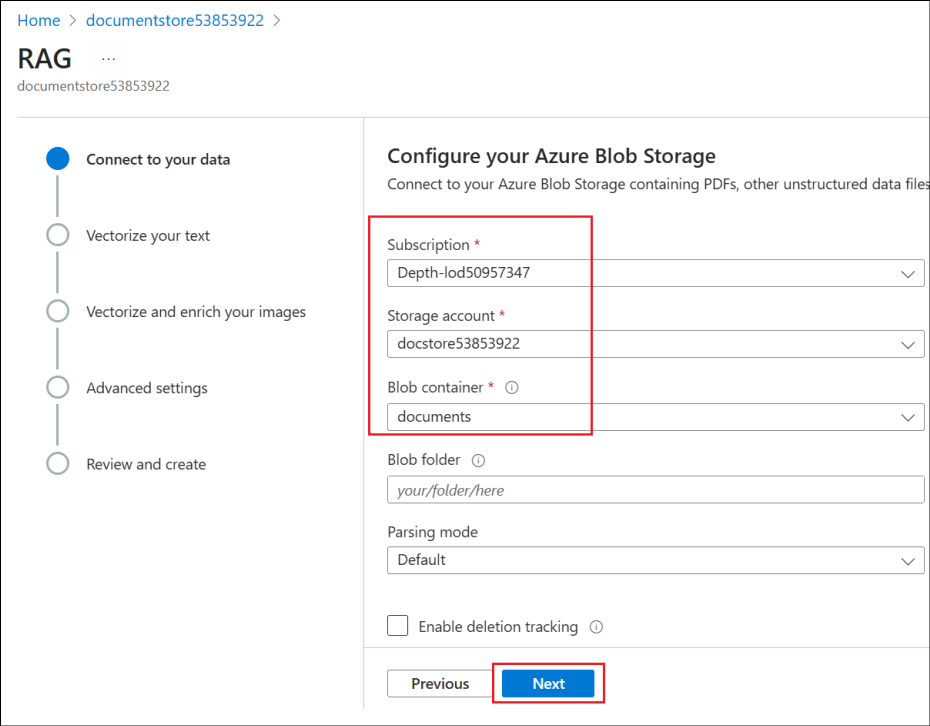 Home > documentstore53853922 >
RAG ...
documentstore53853922
Connect to your data
Vectorize your text
Vectorize and enrich your images
Advanced settings
Review and create
Configure your Azure Blob Storage
Connect to your Azure Blob Storage containing PDFs, other unstructured data files
Subscription *
Depth-lod50957347
Storage account *
docstore53853922
Blob container *
documents
Blob folder
your/folder/here
Parsing mode
Default
Enable deletion tracking
Previous
Next